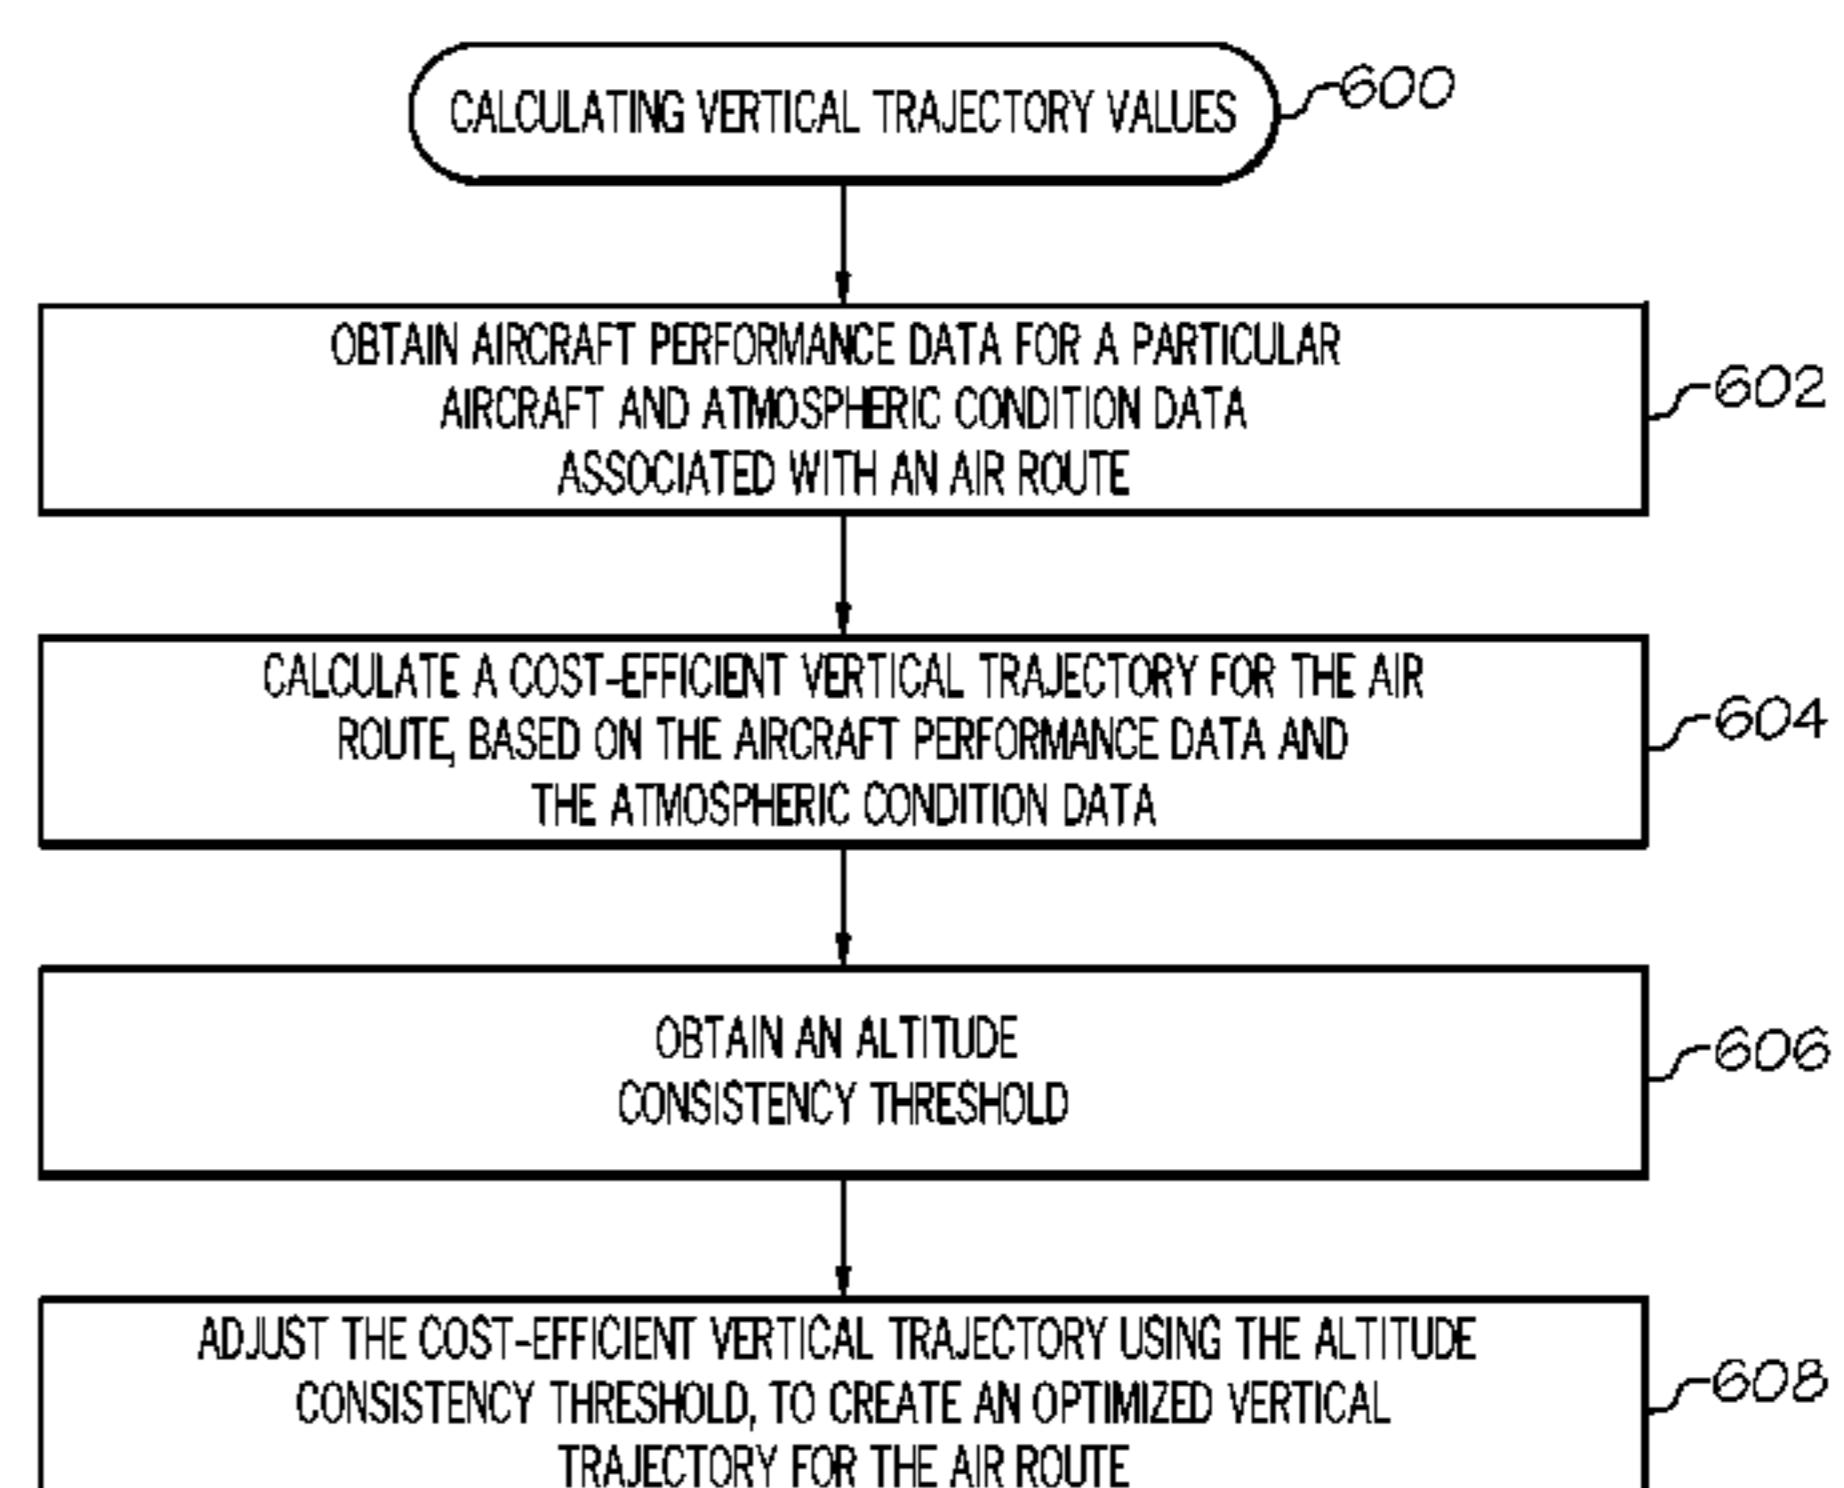 CALCULATING VERTICAL TRAJECTORY VALUES
600
OBTAIN AIRCRAFT PERFORMANCE DATA FOR A PARTICULAR
AIRCRAFT AND ATMOSPHERIC CONDITION DATA
ASSOCIATED WITH AN AIR ROUTE
602
CALCULATE A COST-EFFICIENT VERTICAL TRAJECTORY FOR THE AIR
ROUTE, BASED ON THE AIRCRAFT PERFORMANCE DATA AND
THE ATMOSPHERIC CONDITION DATA
604
OBTAIN AN ALTITUDE
CONSISTENCY THRESHOLD
606
ADJUST THE COST-EFFICIENT VERTICAL TRAJECTORY USING THE ALTITUDE
CONSISTENCY THRESHOLD, TO CREATE AN OPTIMIZED VERTICAL
TRAJECTORY FOR THE AIR ROUTE
608